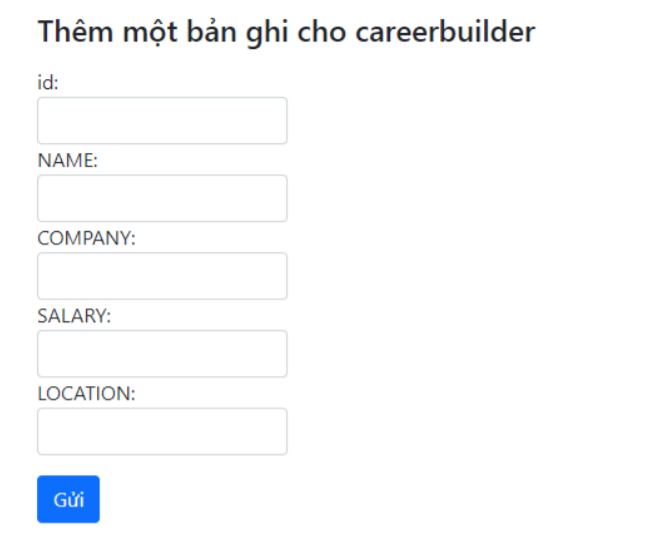 Thêm một bản ghi cho careerbuilder
id:
NAME:
COMPANY:
SALARY:
LOCATION:
Gửi